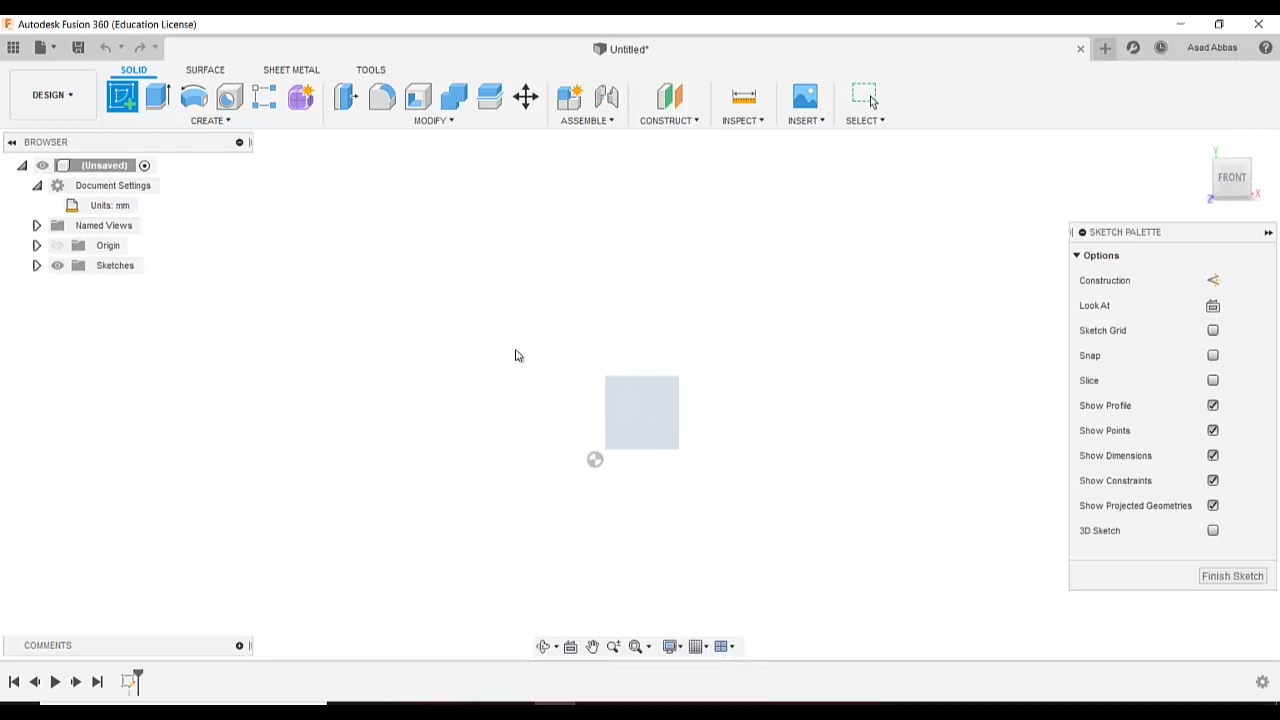 Autodesk Fusion 360 (Education License)
Untitled*
Asad Abbas
DESIGN
SOLID SURFACE SHEET METAL TOOLS
CREATE MODIFY ASSEMBLE CONSTRUCT INSPECT INSERT SELECT
BROWSER
(Unsaved)
Document Settings
Units: mm
Named Views
Origin
Sketches
Y
FRONT
X
Z
SKETCH PALETTE
Options
Construction
Look At
Sketch Grid
Snap
Slice
Show Profile
Show Points
Show Dimensions
Show Constraints
Show Projected Geometries
3D Sketch
Finish Sketch
COMMENTS